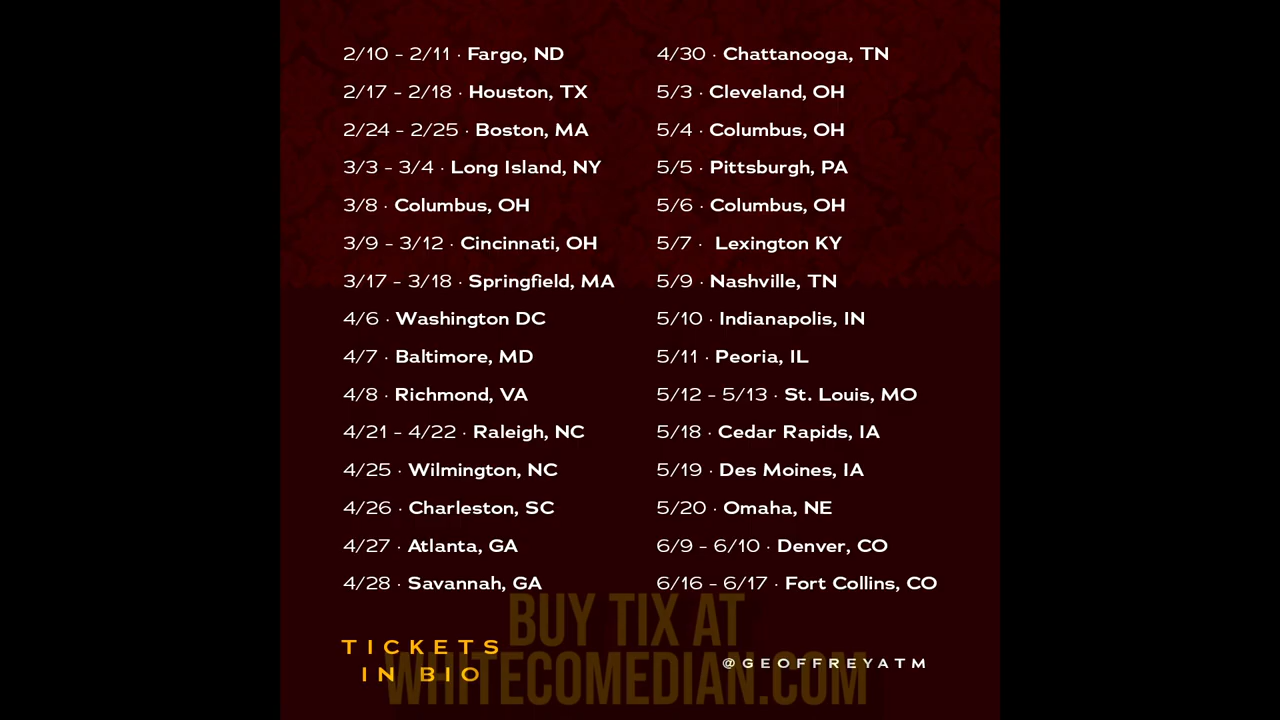 2/10 - 2/11 · Fargo, ND
2/17 - 2/18 · Houston, TX
2/24 - 2/25 · Boston, MA
3/3 - 3/4 · Long Island, NY
3/8 · Columbus, OH
3/9 - 3/12 · Cincinnati, OH
3/17 - 3/18 · Springfield, MA
4/6 · Washington DC
4/7 · Baltimore, MD
4/8 · Richmond, VA
4/21 - 4/22 · Raleigh, NC
4/25 · Wilmington, NC
4/26 · Charleston, SC
4/27 · Atlanta, GA
4/28 · Savannah, GA
4/30 · Chattanooga, TN
5/3 · Cleveland, OH
5/4 · Columbus, OH
5/5 · Pittsburgh, PA
5/6 · Columbus, OH
5/7 · Lexington KY
5/9 · Nashville, TN
5/10 · Indianapolis, IN
5/11 · Peoria, IL
5/12 - 5/13 · St. Louis, MO
5/18 · Cedar Rapids, IA
5/19 · Des Moines, IA
5/20 · Omaha, NE
6/9 - 6/10 · Denver, CO
6/16 - 6/17 · Fort Collins, CO
BUY TIX AT
WHITECOMEDIAN.COM
TICKETS
IN BIO
@GEOFFREYATM